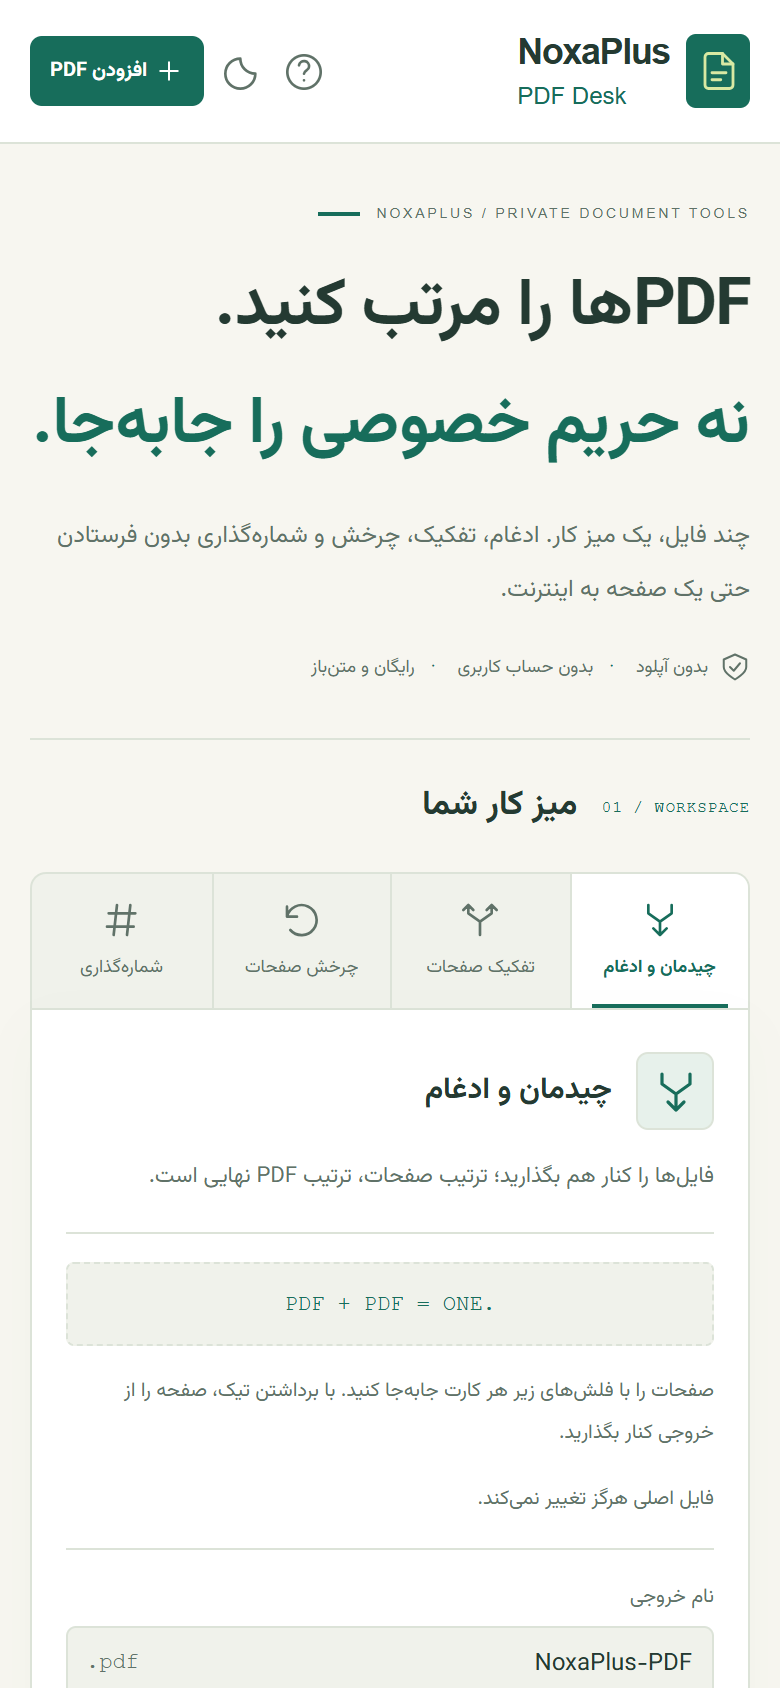 NoxaPlus
PDF Desk
افزودن PDF
NOXAPLUS / PRIVATE DOCUMENT TOOLS
PDFها را مرتب کنید.
نه حریم خصوصی را جابه‌جا.
چند فایل، یک میز کار. ادغام، تفکیک، چرخش و شماره‌گذاری بدون فرستادن
حتی یک صفحه به اینترنت.
بدون آپلود · بدون حساب کاربری · رایگان و متن‌باز
01 / WORKSPACE میز کار شما
چیدمان و ادغام
تفکیک صفحات
چرخش صفحات
شماره‌گذاری
چیدمان و ادغام
فایل‌ها را کنار هم بگذارید؛ ترتیب صفحات، ترتیب PDF نهایی است.
PDF + PDF = ONE.
صفحات را با فلش‌های زیر هر کارت جابه‌جا کنید. با برداشتن تیک، صفحه را از
خروجی کنار بگذارید.
فایل اصلی هرگز تغییر نمی‌کند.
نام خروجی
NoxaPlus-PDF .pdf